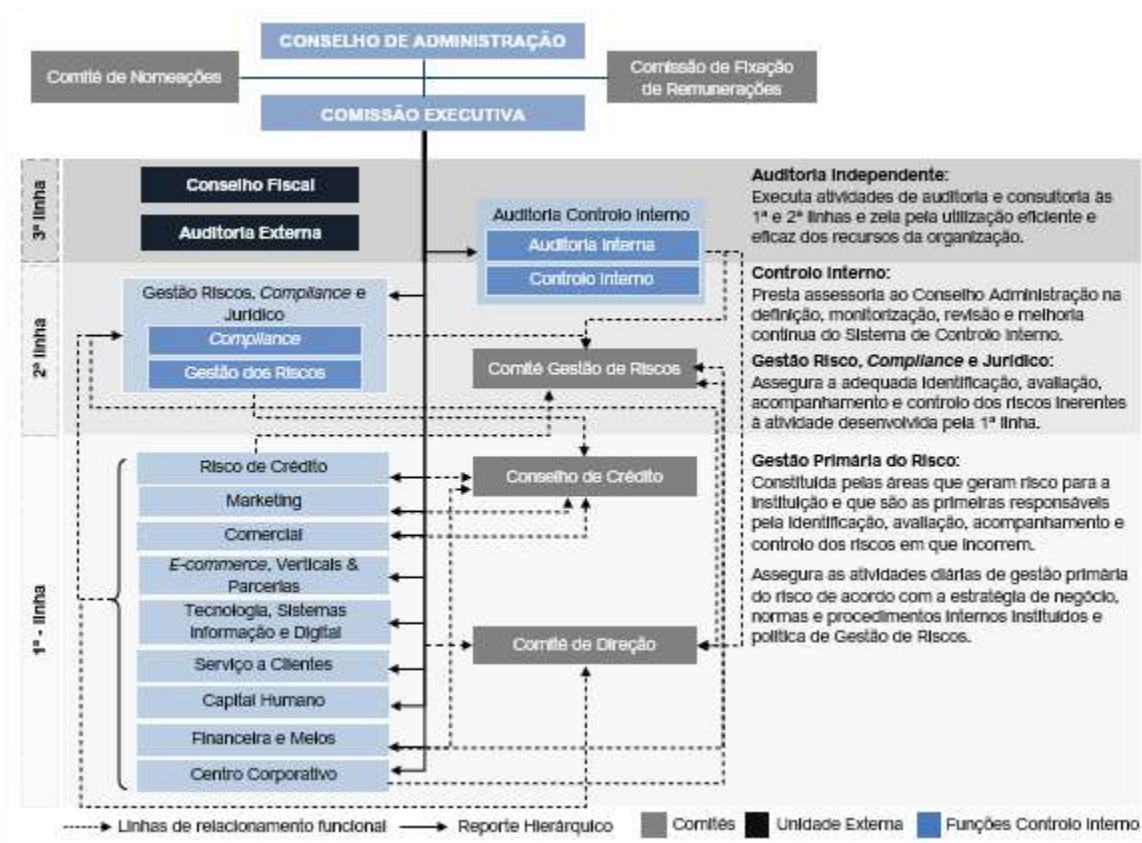 CONSELHO DE ADMINISTRAÇÃO
Comité de Nomeações
Comissão de Fixação
de Remunerações
COMISSÃO EXECUTIVA
3ª linha
Conselho Fiscal
Auditoria Externa
Auditoria Controlo Interno
Auditoria Interna
Controlo Interno
Auditoria Independente:
Executa atividades de auditoria e consultoria às
1ª e 2ª linhas e zela pela utilização eficiente e
eficaz dos recursos da organização.
2ª linha
Gestão Riscos, Compliance e
Jurídico
Compliance
Gestão dos Riscos
Comité Gestão de Riscos
Controlo Interno:
Presta assessoria ao Conselho Administração na
definição, monitorização, revisão e melhoria
contínua do Sistema de Controlo Interno.
Gestão Risco, Compliance e Jurídico:
Assegura a adequada identificação, avaliação,
acompanhamento e controlo dos riscos inerentes
à atividade desenvolvida pela 1ª linha.
1ª - linha
Risco de Crédito
Marketing
Comercial
E-commerce, Verticals &
Parcerias
Tecnologia, Sistemas
Informação e Digital
Serviço a Clientes
Capital Humano
Financeira e Meios
Centro Corporativo
Conselho de Crédito
Comité de Direção
Gestão Primária do Risco:
Constituída pelas áreas que geram risco para a
Instituição e que são as primeiras responsáveis
pela identificação, avaliação, acompanhamento e
controlo dos riscos em que incorrem.
Assegura as atividades diárias de gestão primária
do risco de acordo com a estratégia de negócio,
normas e procedimentos internos instituídos e
política de Gestão de Riscos.
Linhas de relacionamento funcional
Reporte Hierárquico
Comités
Unidade Externa
Funções Controlo Interno